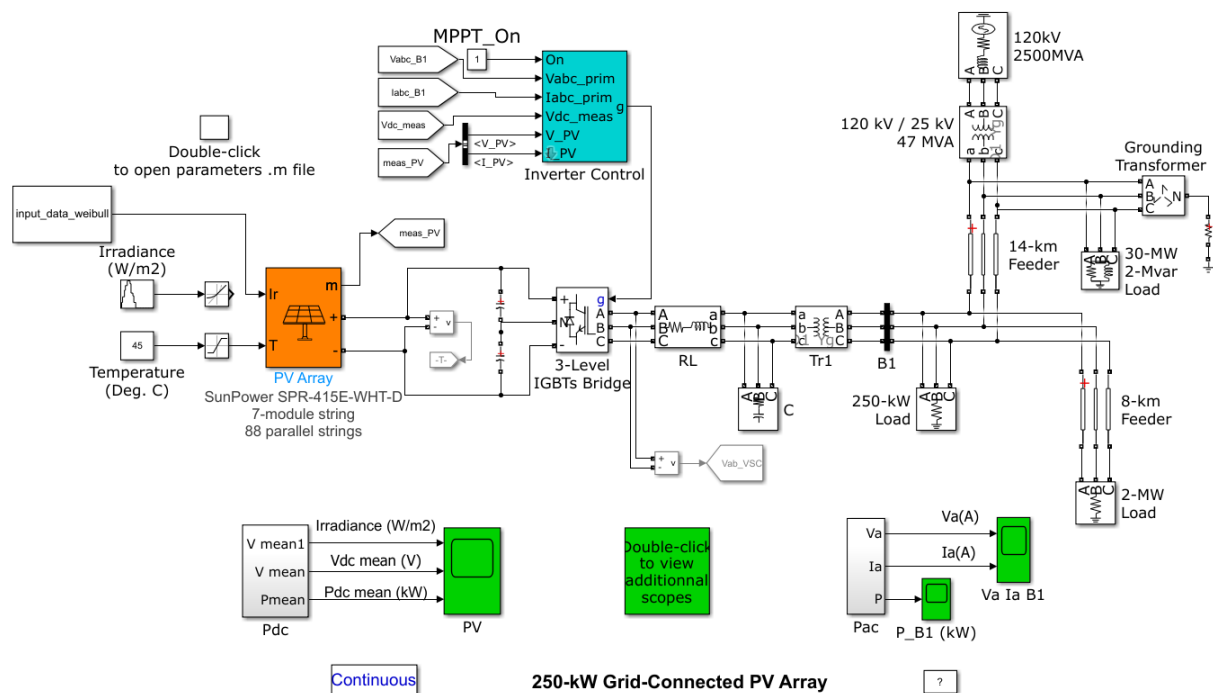 MPPT_On
Vabc_B1
1
Iabc_B1
Vdc_meas
meas_PV
<V_PV>
<I_PV>
On
Vabc_prim
Iabc_prim
Vdc_meas
V_PV
I_PV
g
Inverter Control
120kV
2500MVA
A B C
120 kV / 25 kV
47 MVA
A B C
Yg
a b c
Grounding
Transformer
A
B
C
N
Double-click
to open parameters .m file
input_data_weibull
Irradiance
(W/m2)
45
Temperature
(Deg. C)
Ir
T
m
+
-
PV Array
SunPower SPR-415E-WHT-D
7-module string
88 parallel strings
meas_PV
+
-
v
-T-
+
N
-
g
A
B
C
3-Level
IGBTs Bridge
A
B
C
a
b
c
RL
a
b
c
A
B
C
Yg
Tr1
B1
A B C
C
A B C
250-kW
Load
14-km
Feeder
A B C
30-MW
2-Mvar
Load
8-km
Feeder
A B C
2-MW
Load
+
-
v
Vab_VSC
V mean1
V mean
Pmean
Pdc
Irradiance (W/m2)
Vdc mean (V)
Pdc mean (kW)
PV
Double-click
to view
additionnal
scopes
Va
Ia
P
Pac
Va(A)
Ia(A)
Va Ia B1
P_B1 (kW)
Continuous
250-kW Grid-Connected PV Array
?